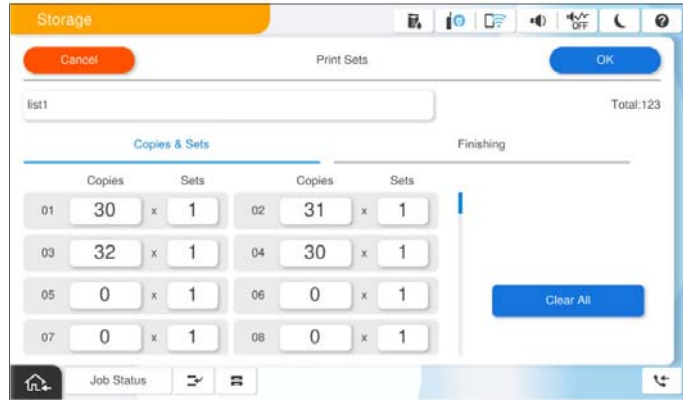 Storage
OFF
Cancel
Print Sets
OK
list1
Total:123
Copies & Sets
Finishing
Copies Sets Copies Sets
01 30 x 1 02 31 x 1
03 32 x 1 04 30 x 1
05 0 x 1 06 0 x 1
Clear All
07 0 x 1 08 0 x 1
Job Status